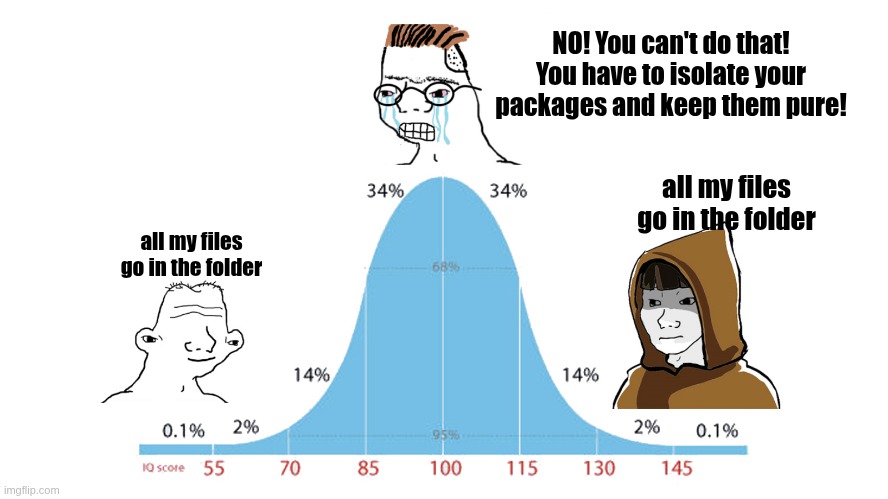 NO! You can't do that!
You have to isolate your
packages and keep them pure!
all my files
go in the folder
all my files
go in the folder
34% 34%
68%
14% 14%
95%
0.1% 2% 2% 0.1%
IQ score 55 70 85 100 115 130 145
imgflip.com